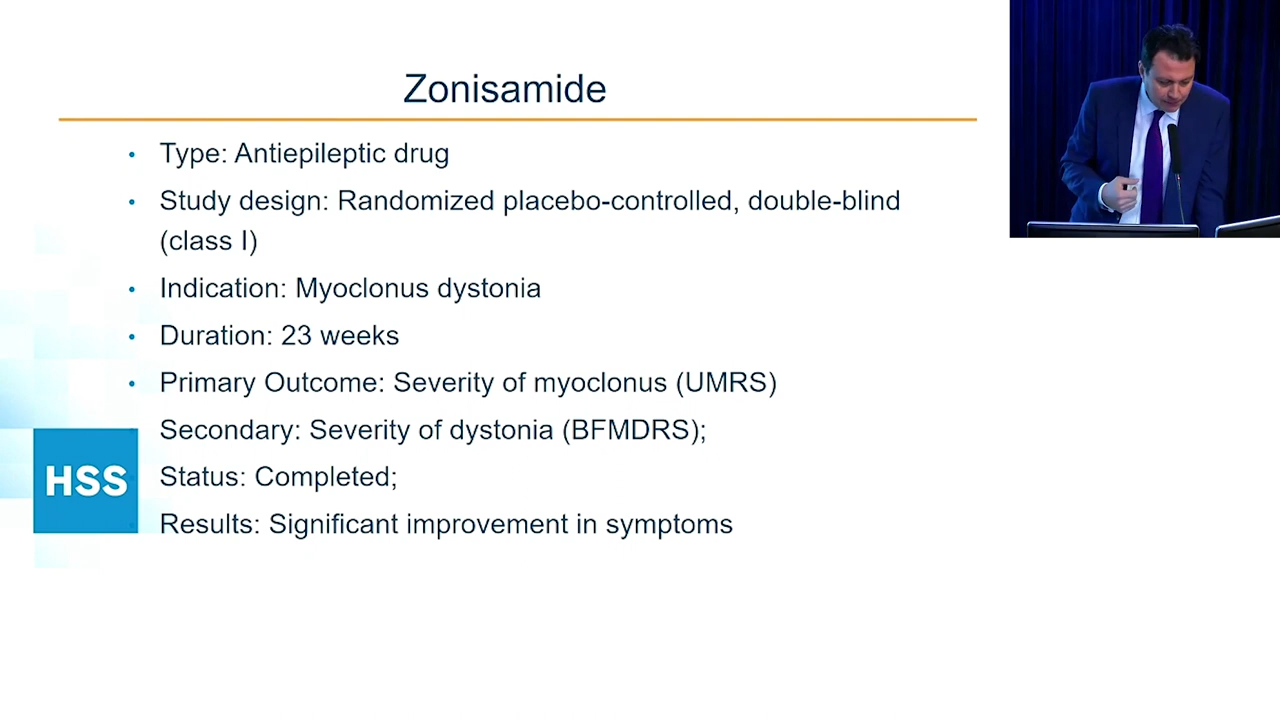 Zonisamide
Type: Antiepileptic drug
Study design: Randomized placebo-controlled, double-blind
(class I)
Indication: Myoclonus dystonia
Duration: 23 weeks
Primary Outcome: Severity of myoclonus (UMRS)
Secondary: Severity of dystonia (BFMDRS);
Status: Completed;
Results: Significant improvement in symptoms
HSS